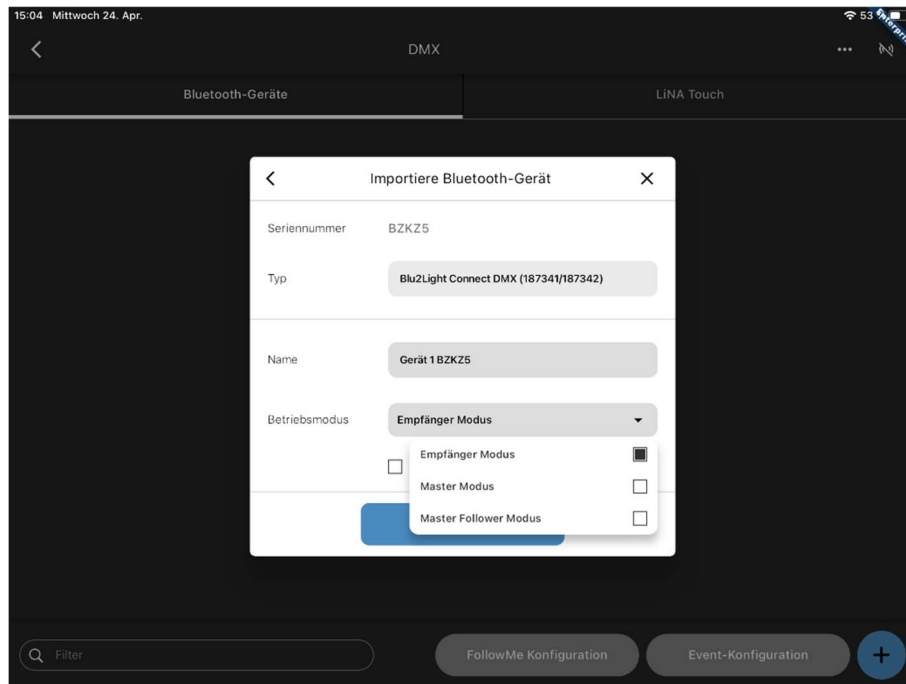 15:04 Mittwoch 24. Apr. 53
DMX
Bluetooth-Geräte LiNA Touch
Importiere Bluetooth-Gerät
Seriennummer BZKZ5
Typ Blu2Light Connect DMX (187341/187342)
Name Gerät 1 BZKZ5
Betriebsmodus Empfänger Modus
Empfänger Modus
Master Modus
Master Follower Modus
Filter FollowMe Konfiguration Event-Konfiguration